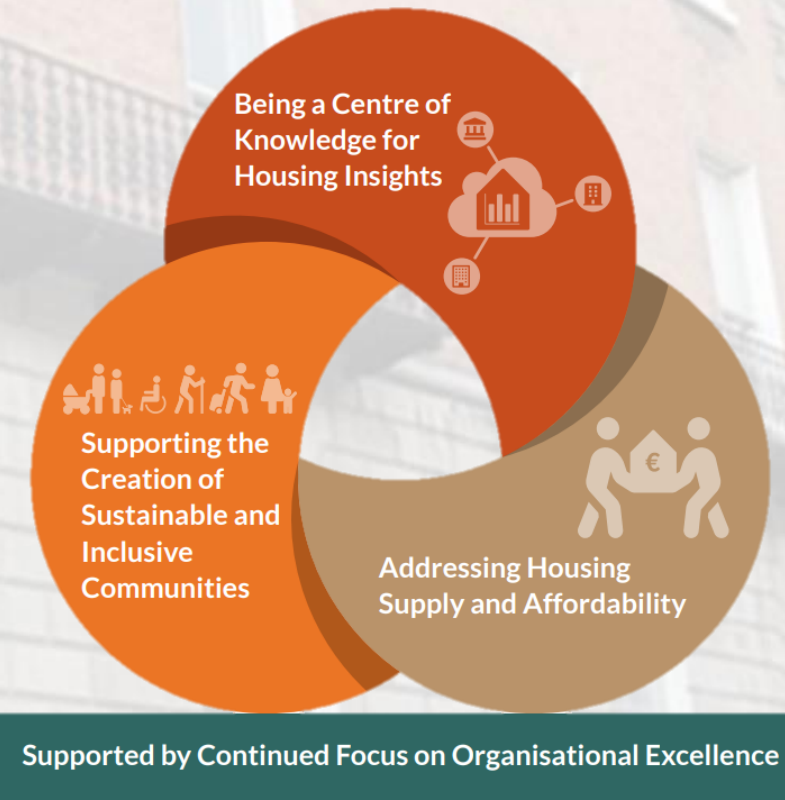 Being a Centre of
Knowledge for
Housing Insights
Supporting the
Creation of
Sustainable and
Inclusive
Communities
€
Addressing Housing
Supply and Affordability
Supported by Continued Focus on Organisational Excellence